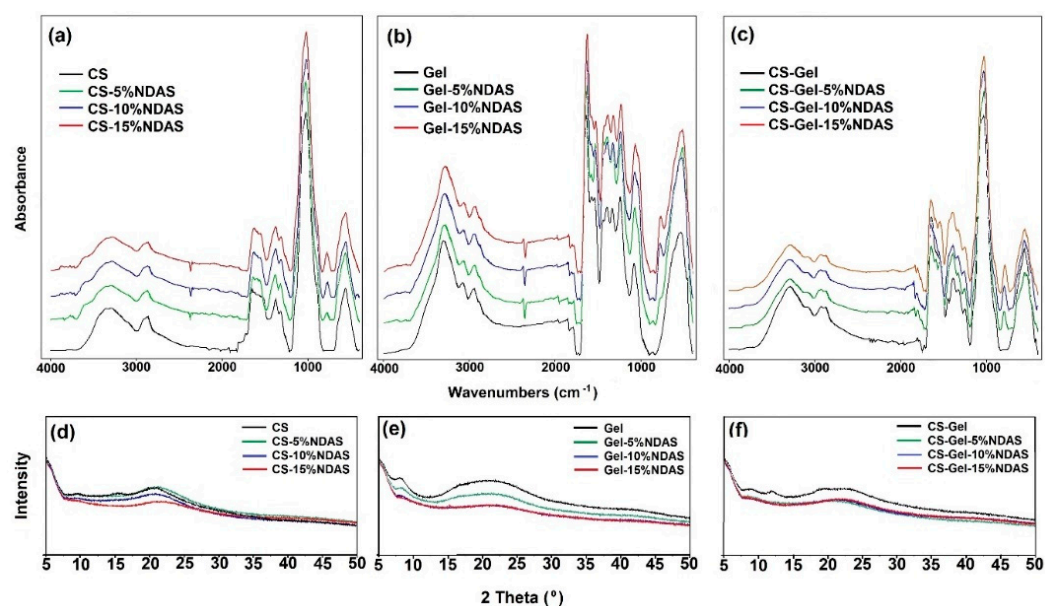 (a)
CS
CS-5%NDAS
CS-10%NDAS
CS-15%NDAS
(b)
Gel
Gel-5%NDAS
Gel-10%NDAS
Gel-15%NDAS
(c)
CS-Gel
CS-Gel-5%NDAS
CS-Gel-10%NDAS
CS-Gel-15%NDAS
Absorbance
4000 3000 2000 1000
4000 3000 2000 1000
4000 3000 2000 1000
Wavenumbers (cm⁻¹)
(d)
CS
CS-5%NDAS
CS-10%NDAS
CS-15%NDAS
(e)
Gel
Gel-5%NDAS
Gel-10%NDAS
Gel-15%NDAS
(f)
CS-Gel
CS-Gel-5%NDAS
CS-Gel-10%NDAS
CS-Gel-15%NDAS
Intensity
5 10 15 20 25 30 35 40 45 50
5 10 15 20 25 30 35 40 45 50
5 10 15 20 25 30 35 40 45 50
2 Theta (º)